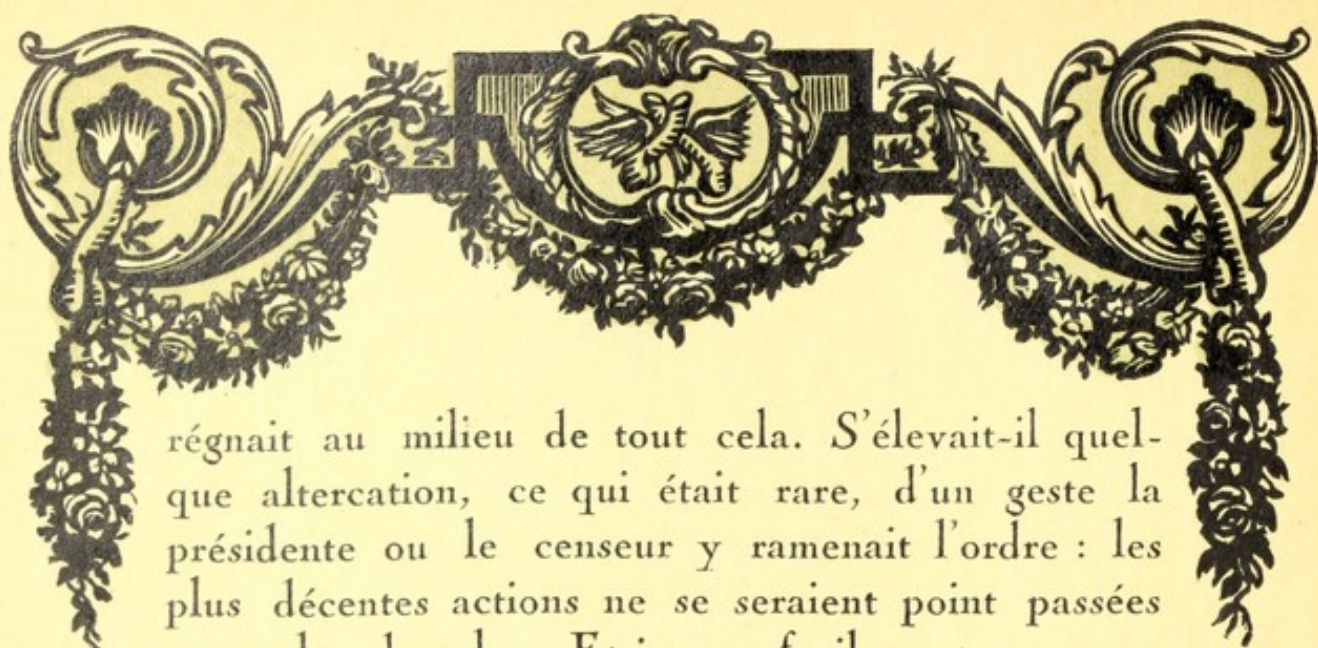 régnait au milieu de tout cela. S'élevait-il quel-
que altercation, ce qui était rare, d'un geste la
présidente ou le censeur y ramenait l'ordre : les
plus décentes actions ne se seraient point passées